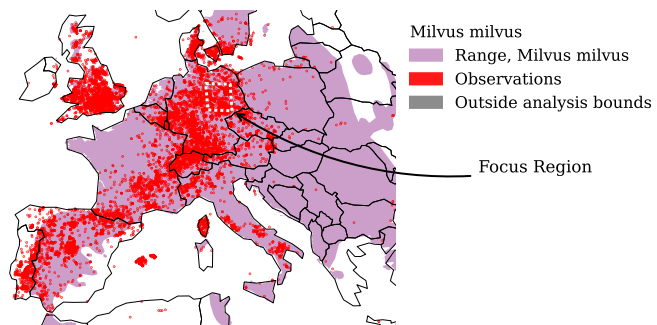 Milvus milvus
Range, Milvus milvus
Observations
Outside analysis bounds
Focus Region